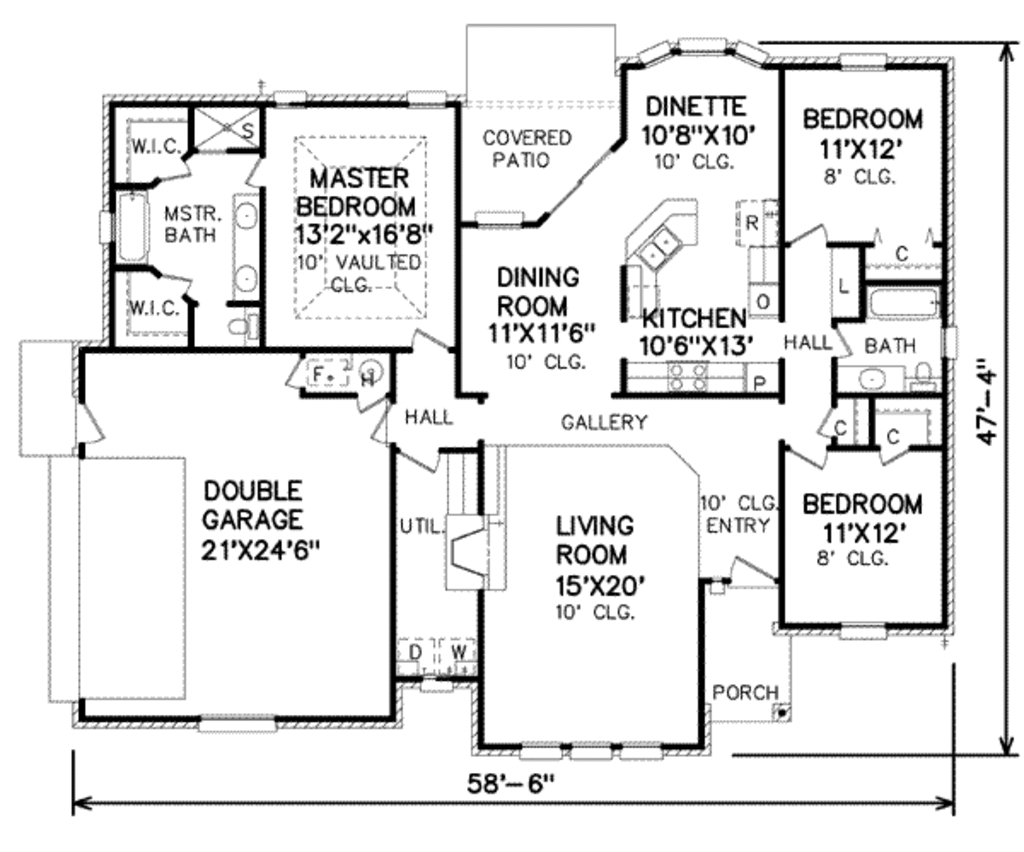 COVERED
PATIO
DINETTE
10'8"X10'
10' CLG.
BEDROOM
11'X12'
8' CLG.
W.I.C.
S
MASTER
BEDROOM
13'2"x16'8"
10' VAULTED
CLG.
MSTR.
BATH
W.I.C.
R
C
L
DINING
ROOM
11'X11'6"
10' CLG.
O
KITCHEN
10'6"X13'
P
HALL
BATH
F.
H
HALL
GALLERY
C
C
47'-4"
DOUBLE
GARAGE
21'X24'6"
UTIL.
LIVING
ROOM
15'X20'
10' CLG.
10' CLG.
ENTRY
BEDROOM
11'X12'
8' CLG.
D
W
PORCH
58'-6"